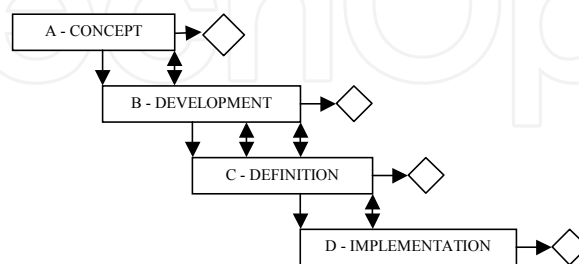 A - CONCEPT
B - DEVELOPMENT
C - DEFINITION
D - IMPLEMENTATION